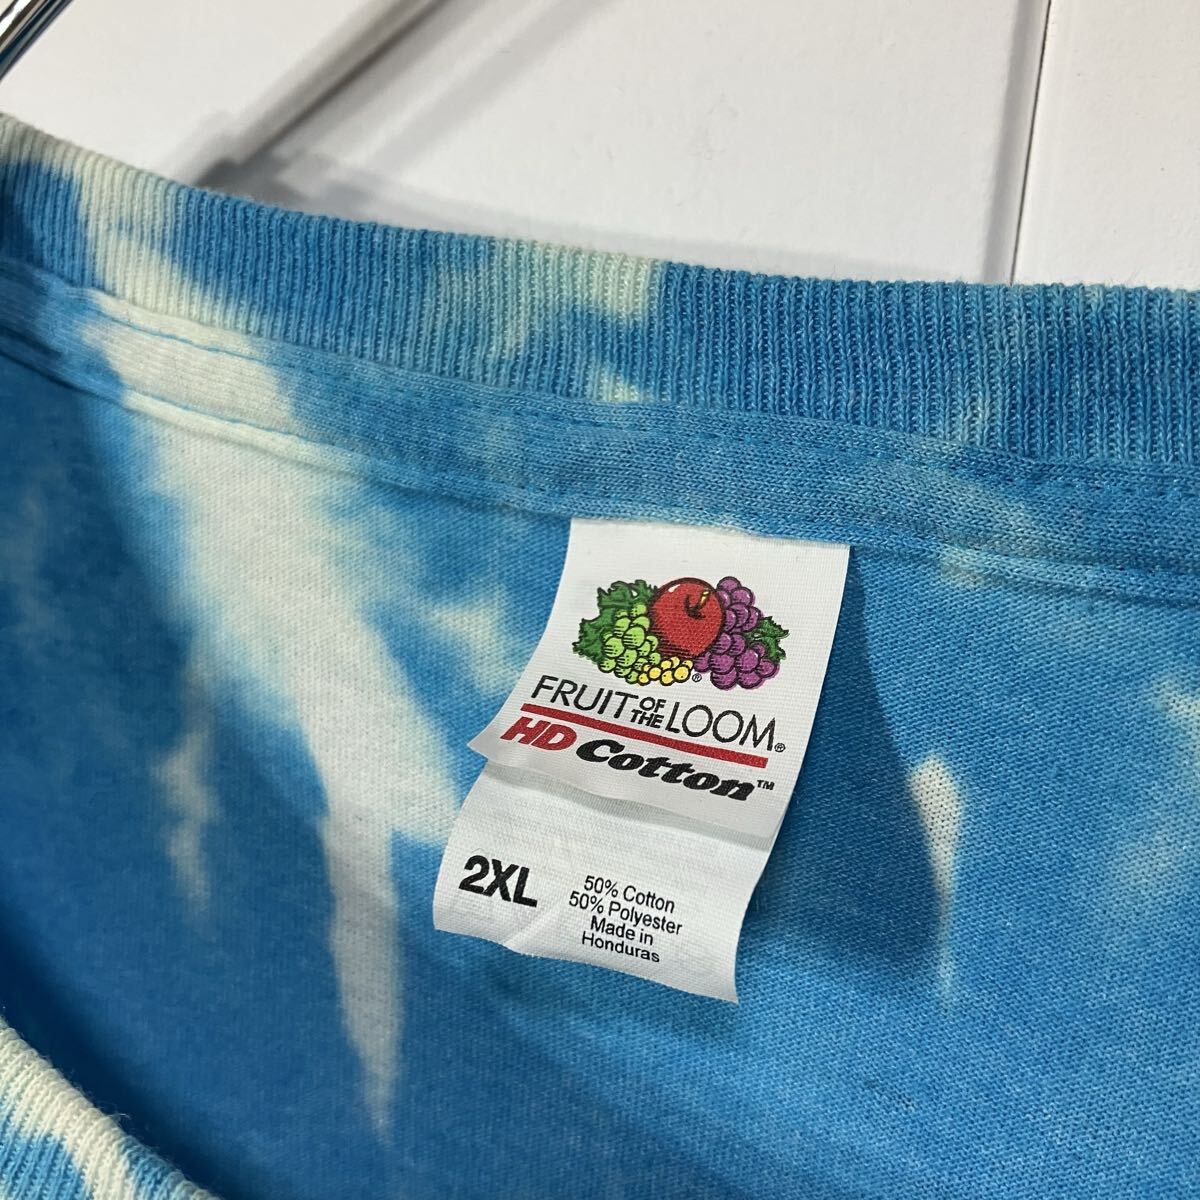 FRUIT OF THE LOOM®
HD Cotton™
2XL
50% Cotton
50% Polyester
Made in
Honduras